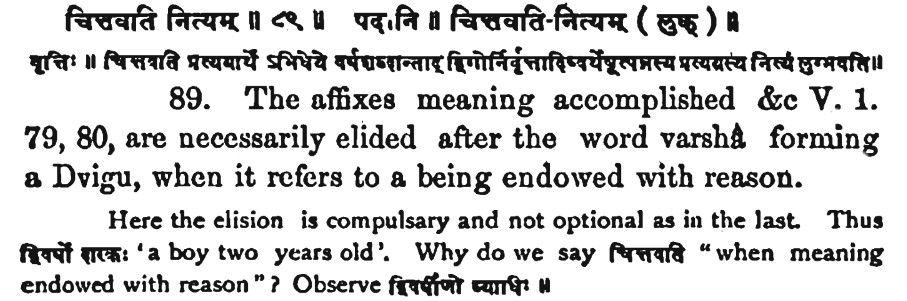 चित्तवति नित्यम् ॥ ८९ ॥ पदानि ॥ चित्तवति-नित्यम् ( लुक् ) ॥
वृत्तिः ॥ चित्तवति प्रत्ययार्थे ऽभिधेये वर्षशब्दान्ताद् द्विगोर्निर्वृत्तादिष्वर्थेषूत्पन्नस्य प्रत्ययस्य नित्यं लुग्भवति॥
89. The affixes meaning accomplished &c V. 1.
79, 80, are necessarily elided after the word varshâ forming
a Dvigu, when it refers to a being endowed with reason.
Here the elision is compulsary and not optional as in the last. Thus
द्विवर्षो दारकः 'a boy two years old'. Why do we say चित्तवति "when meaning
endowed with reason"? Observe द्विवर्षीणो व्याधिः ॥